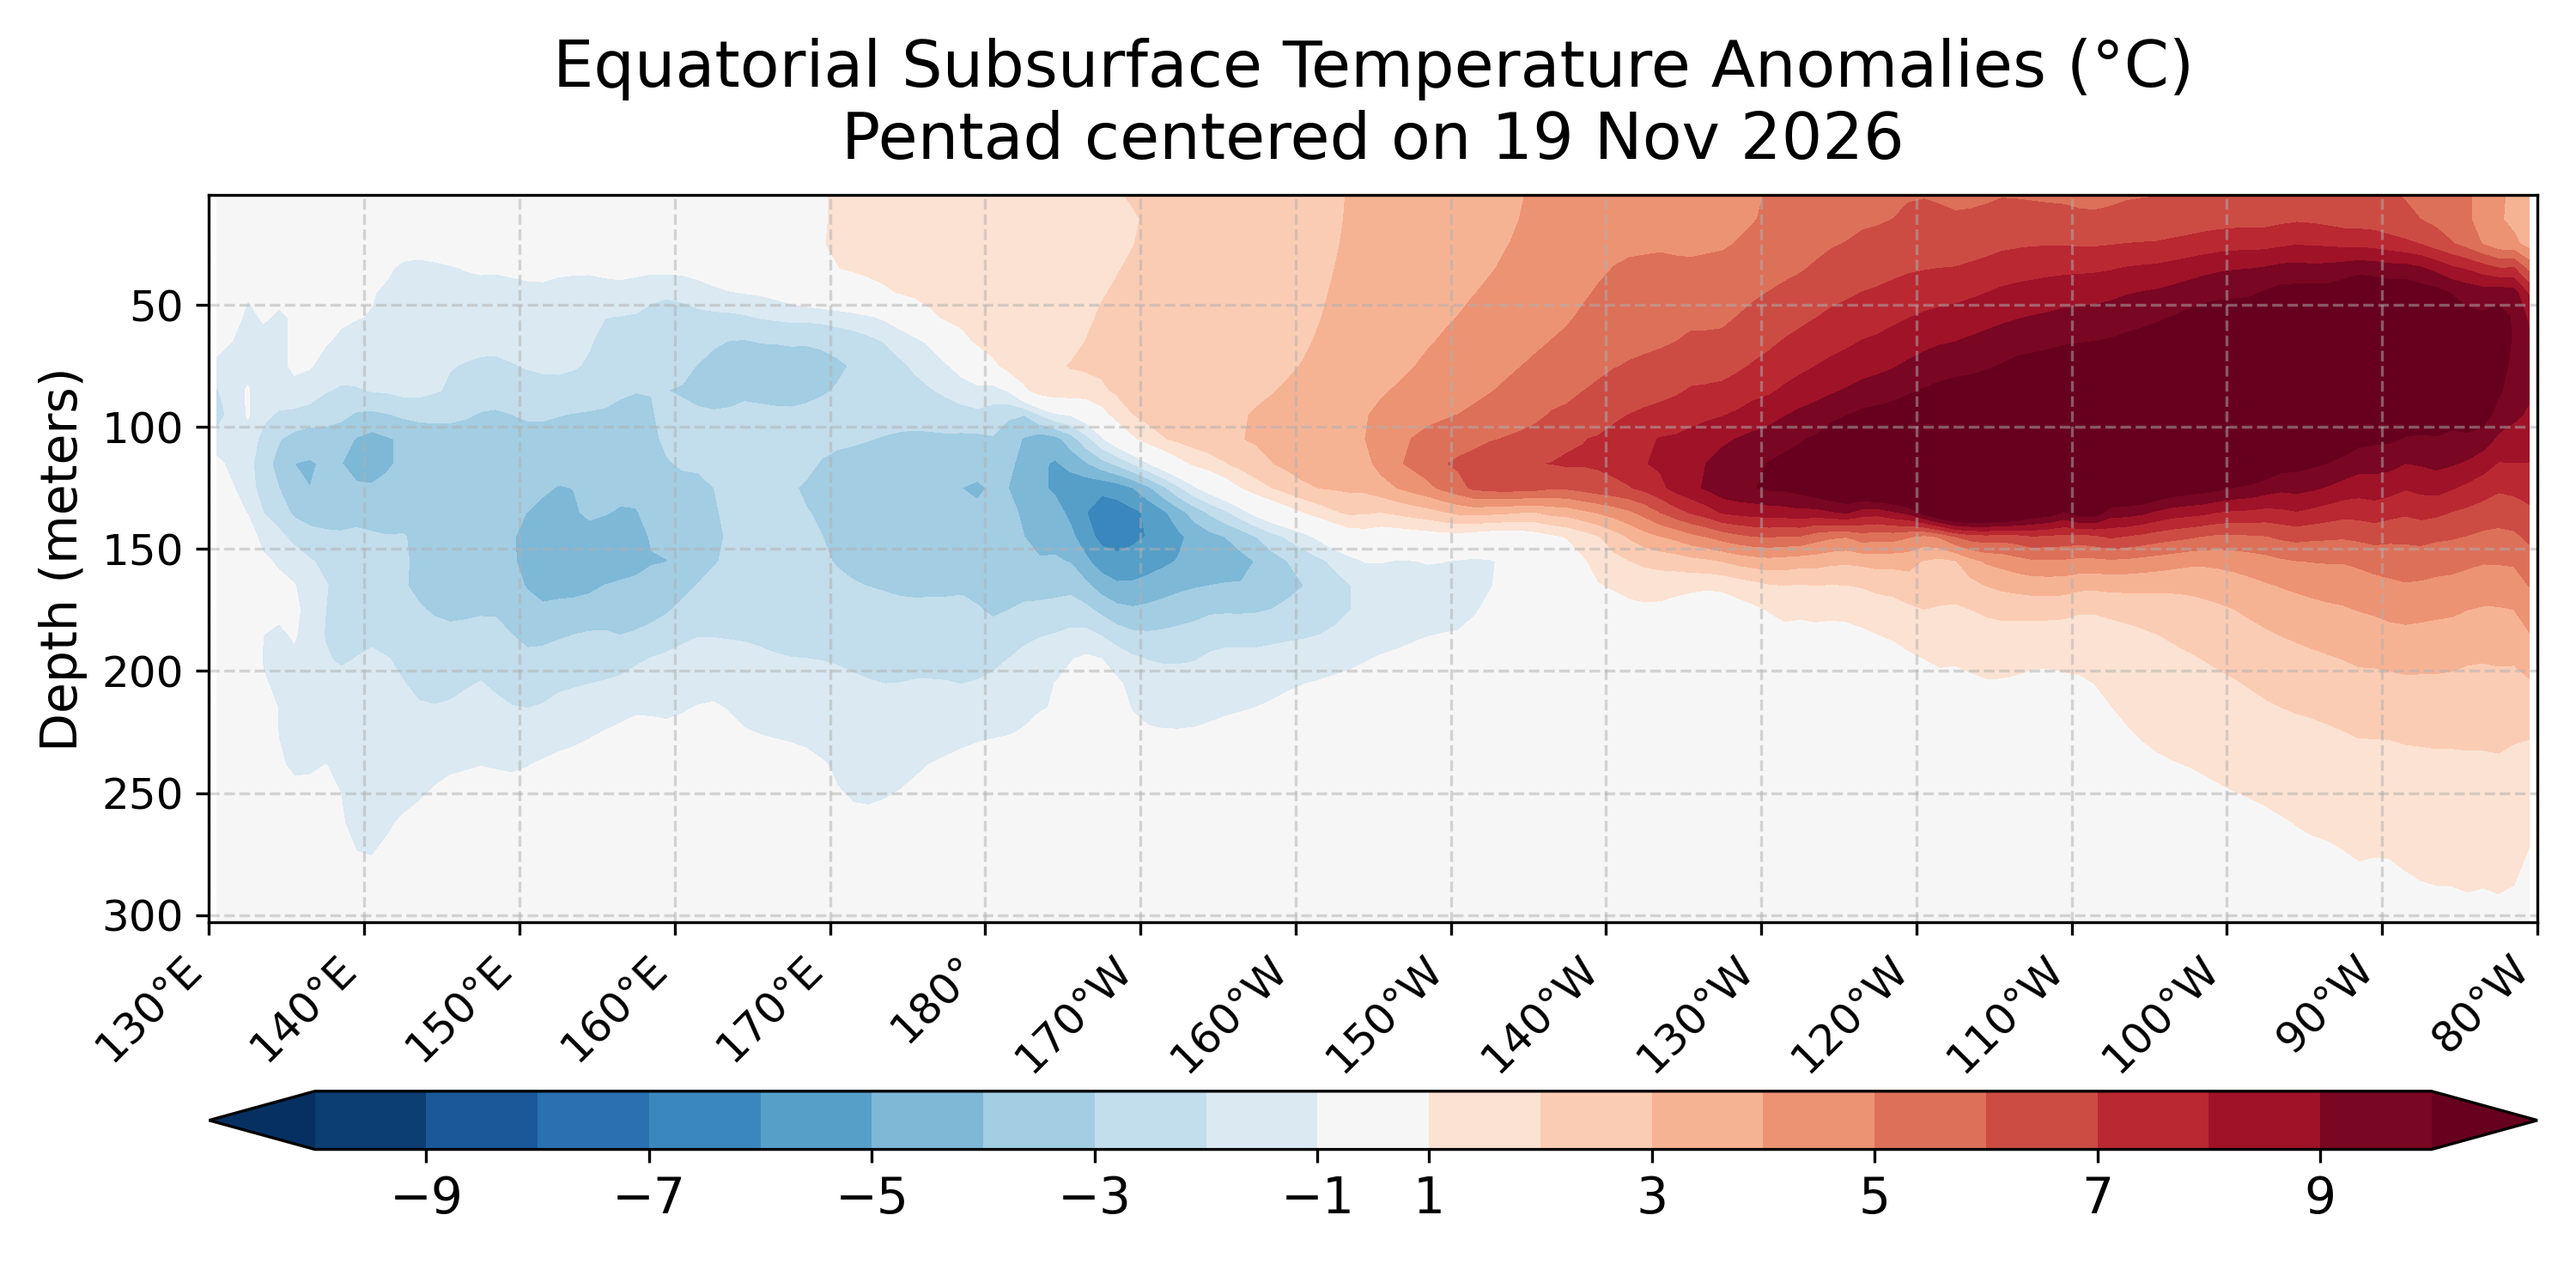 Equatorial Subsurface Temperature Anomalies (°C)
Pentad centered on 19 Nov 2026
Depth (meters)
50
100
150
200
250
300
130°E 140°E 150°E 160°E 170°E 180° 170°W 160°W 150°W 140°W 130°W 120°W 110°W 100°W 90°W 80°W
−9 −7 −5 −3 −1 1 3 5 7 9